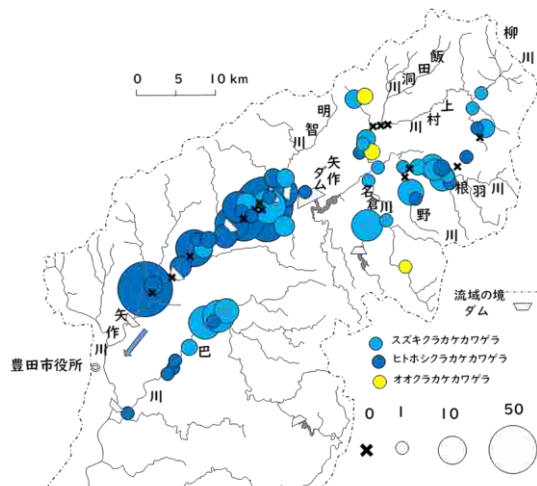 柳川
飯田洞川
上村川
明智川
矢作ダム
名倉川
根羽川
野川
矢作川
巴川
豊田市役所
0 5 10 km
流域の境
ダム
スズキクラカケカワゲラ
ヒトホシクラカケカワゲラ
オオクラカケカワゲラ
0 1 10 50